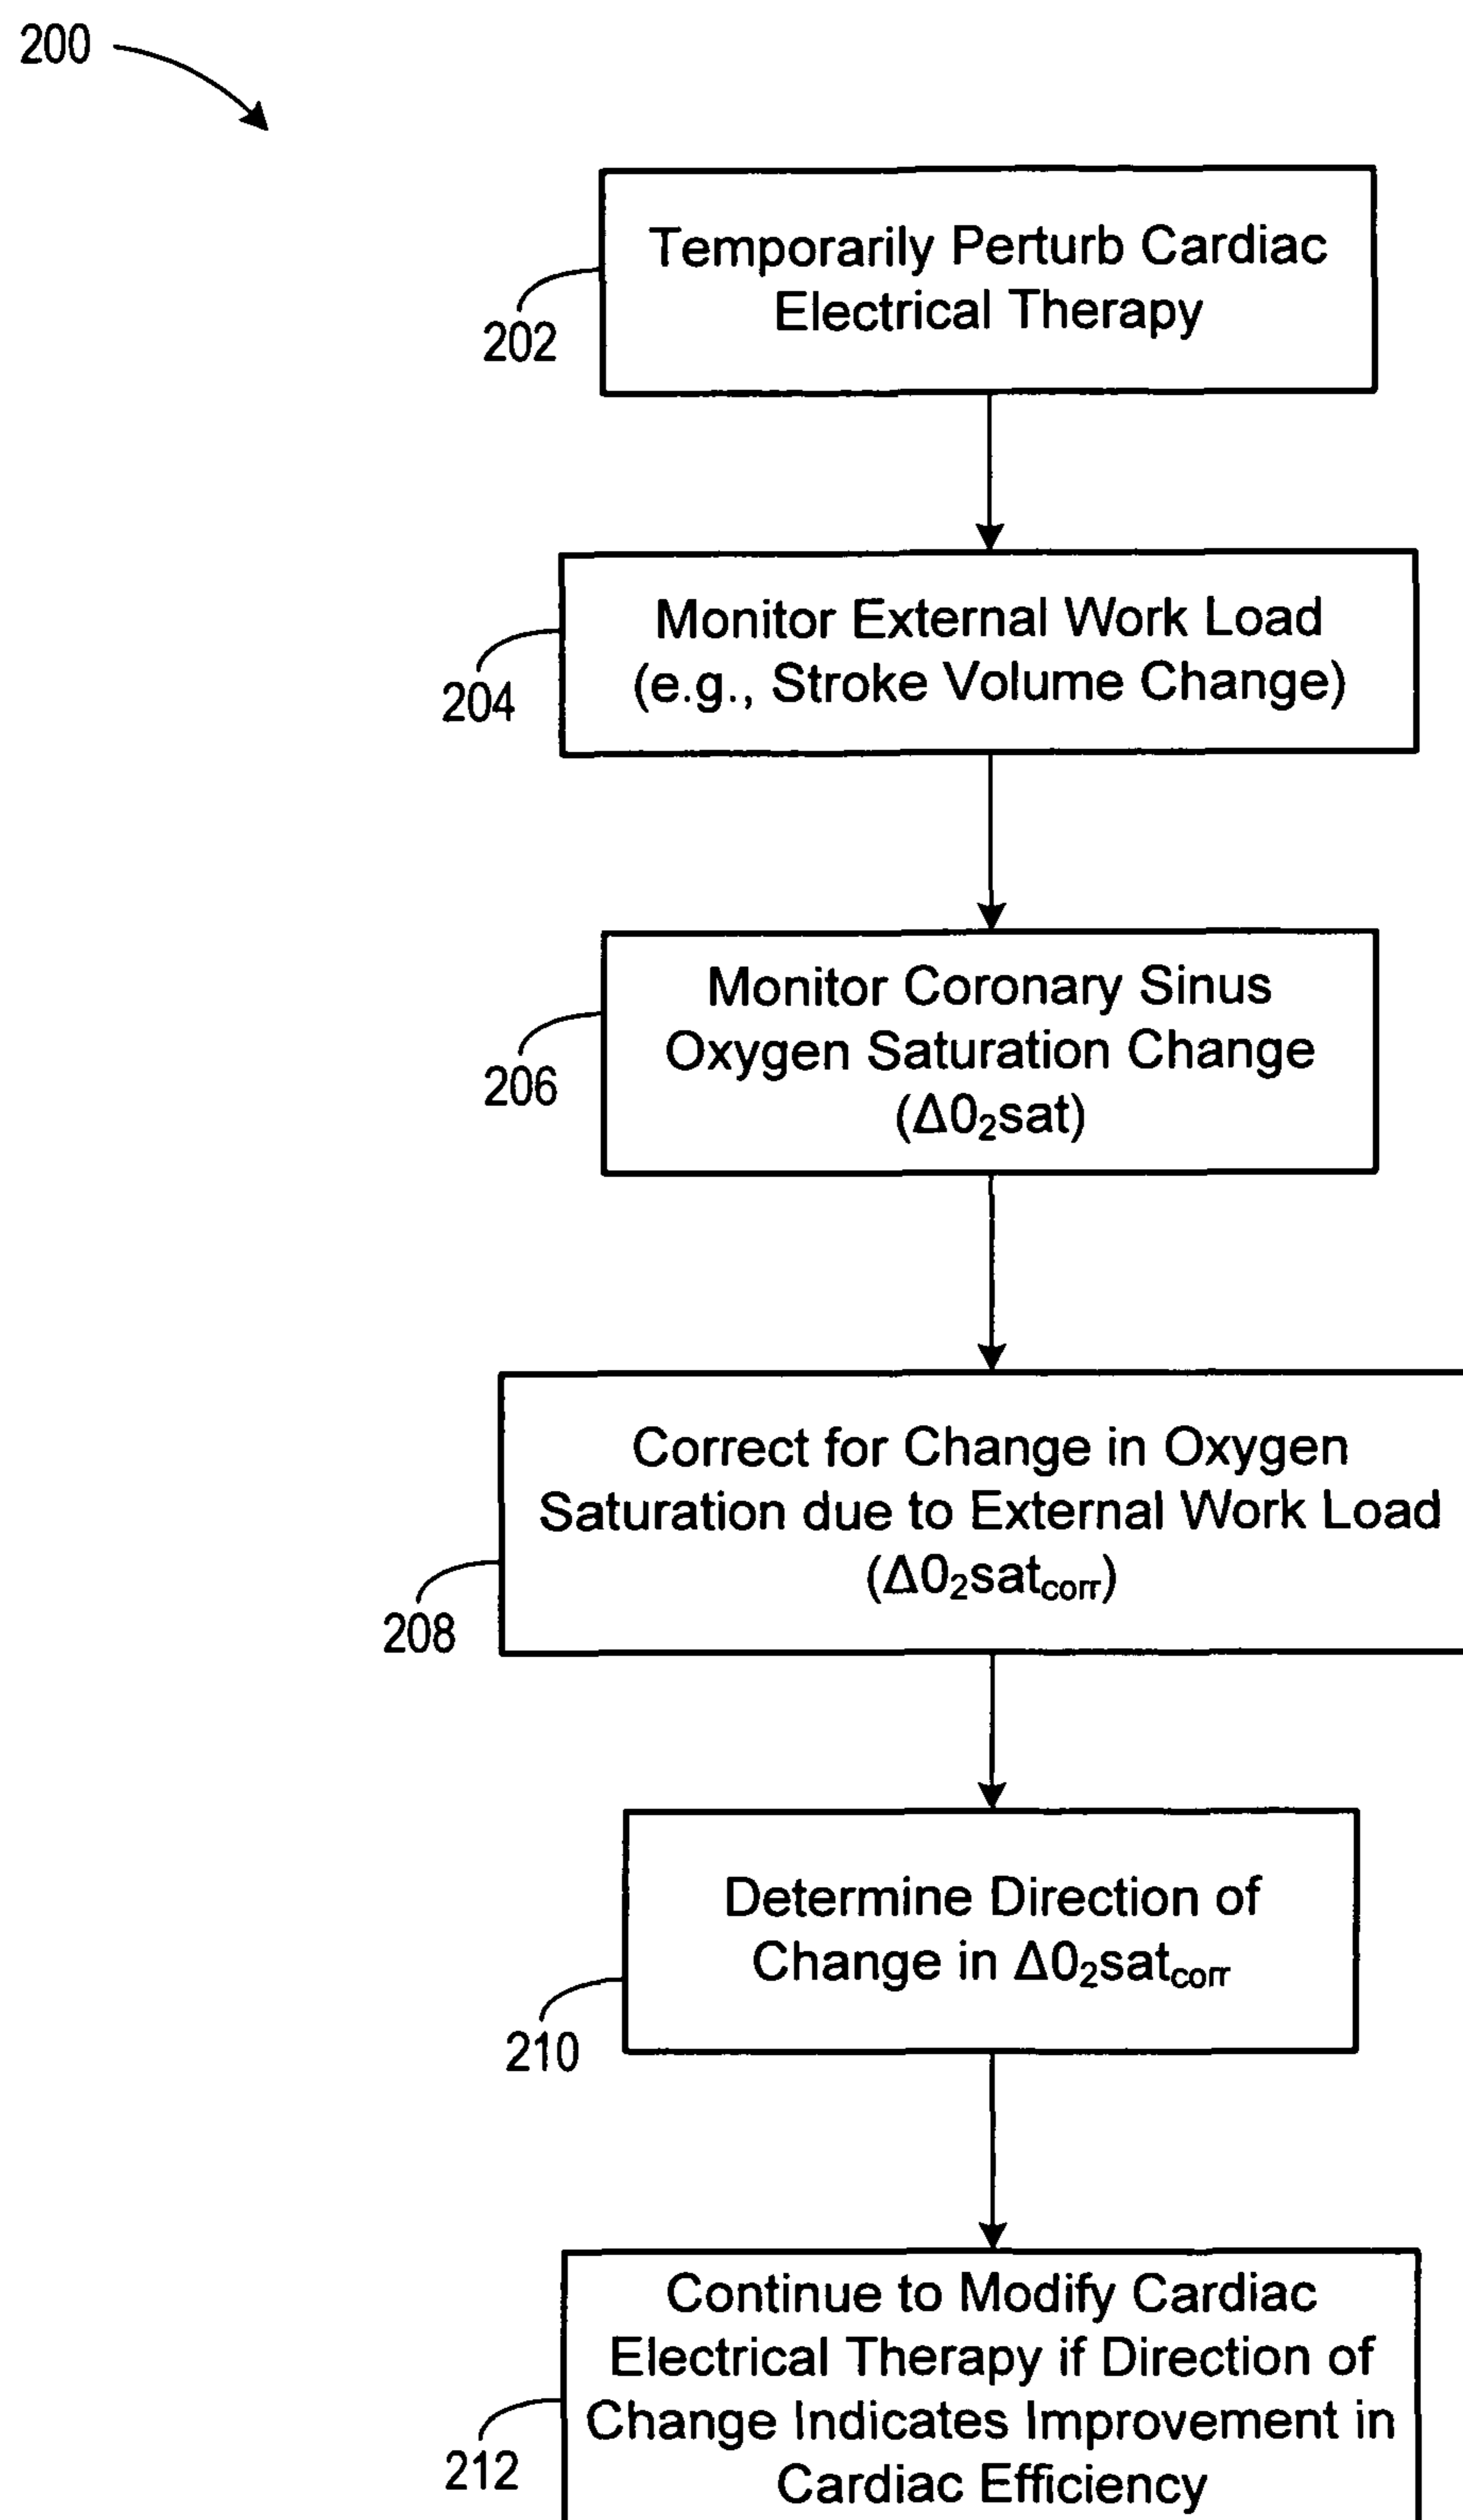 200
Temporarily Perturb Cardiac
Electrical Therapy
202
Monitor External Work Load
(e.g., Stroke Volume Change)
204
Monitor Coronary Sinus
Oxygen Saturation Change
(Δ0₂sat)
206
Correct for Change in Oxygen
Saturation due to External Work Load
(Δ0₂satcorr)
208
Determine Direction of
Change in Δ0₂satcorr
210
Continue to Modify Cardiac
Electrical Therapy if Direction of
Change Indicates Improvement in
Cardiac Efficiency
212